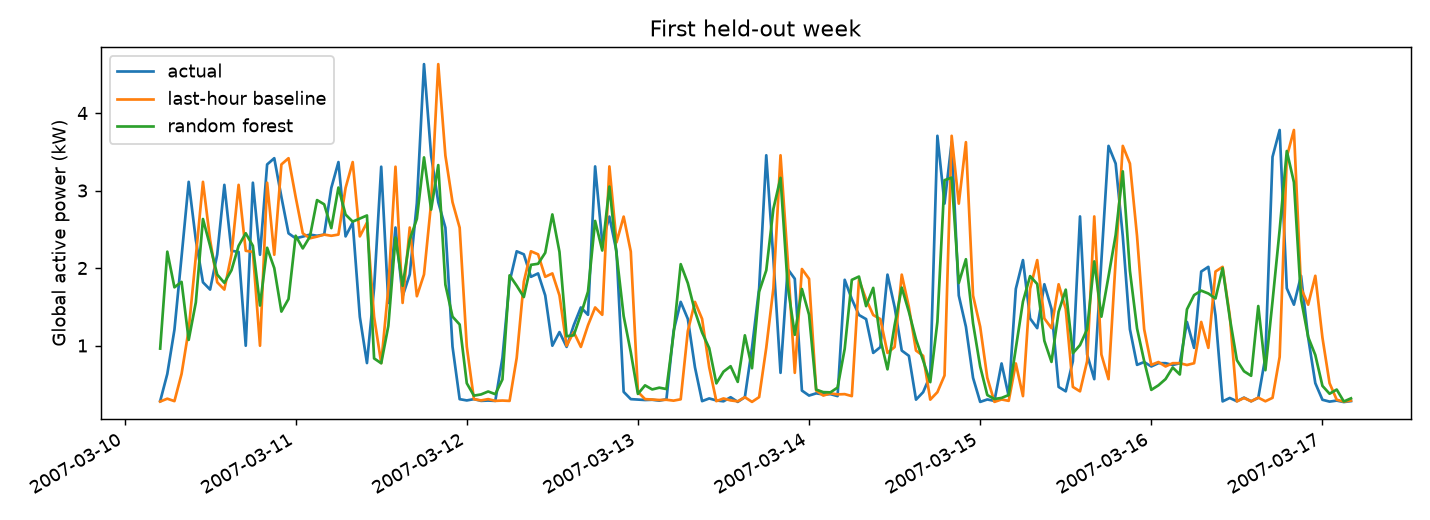 First held-out week
actual
last-hour baseline
random forest
Global active power (kW)
4
3
2
1
2007-03-10
2007-03-11
2007-03-12
2007-03-13
2007-03-14
2007-03-15
2007-03-16
2007-03-17